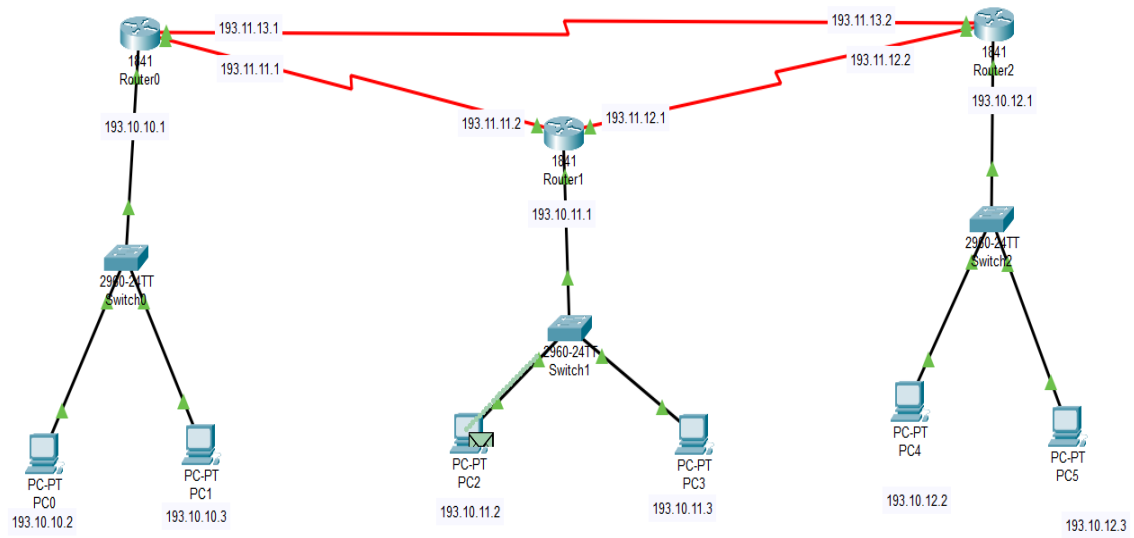 193.11.13.1
193.11.13.2
1841
Router0
193.11.11.1
193.11.12.2
1841
Router2
193.10.10.1
193.11.11.2
193.11.12.1
193.10.12.1
1841
Router1
193.10.11.1
2960-24TT
Switch0
2960-24TT
Switch1
2960-24TT
Switch2
PC-PT
PC0
193.10.10.2
PC-PT
PC1
193.10.10.3
PC-PT
PC2
193.10.11.2
PC-PT
PC3
193.10.11.3
PC-PT
PC4
193.10.12.2
PC-PT
PC5
193.10.12.3